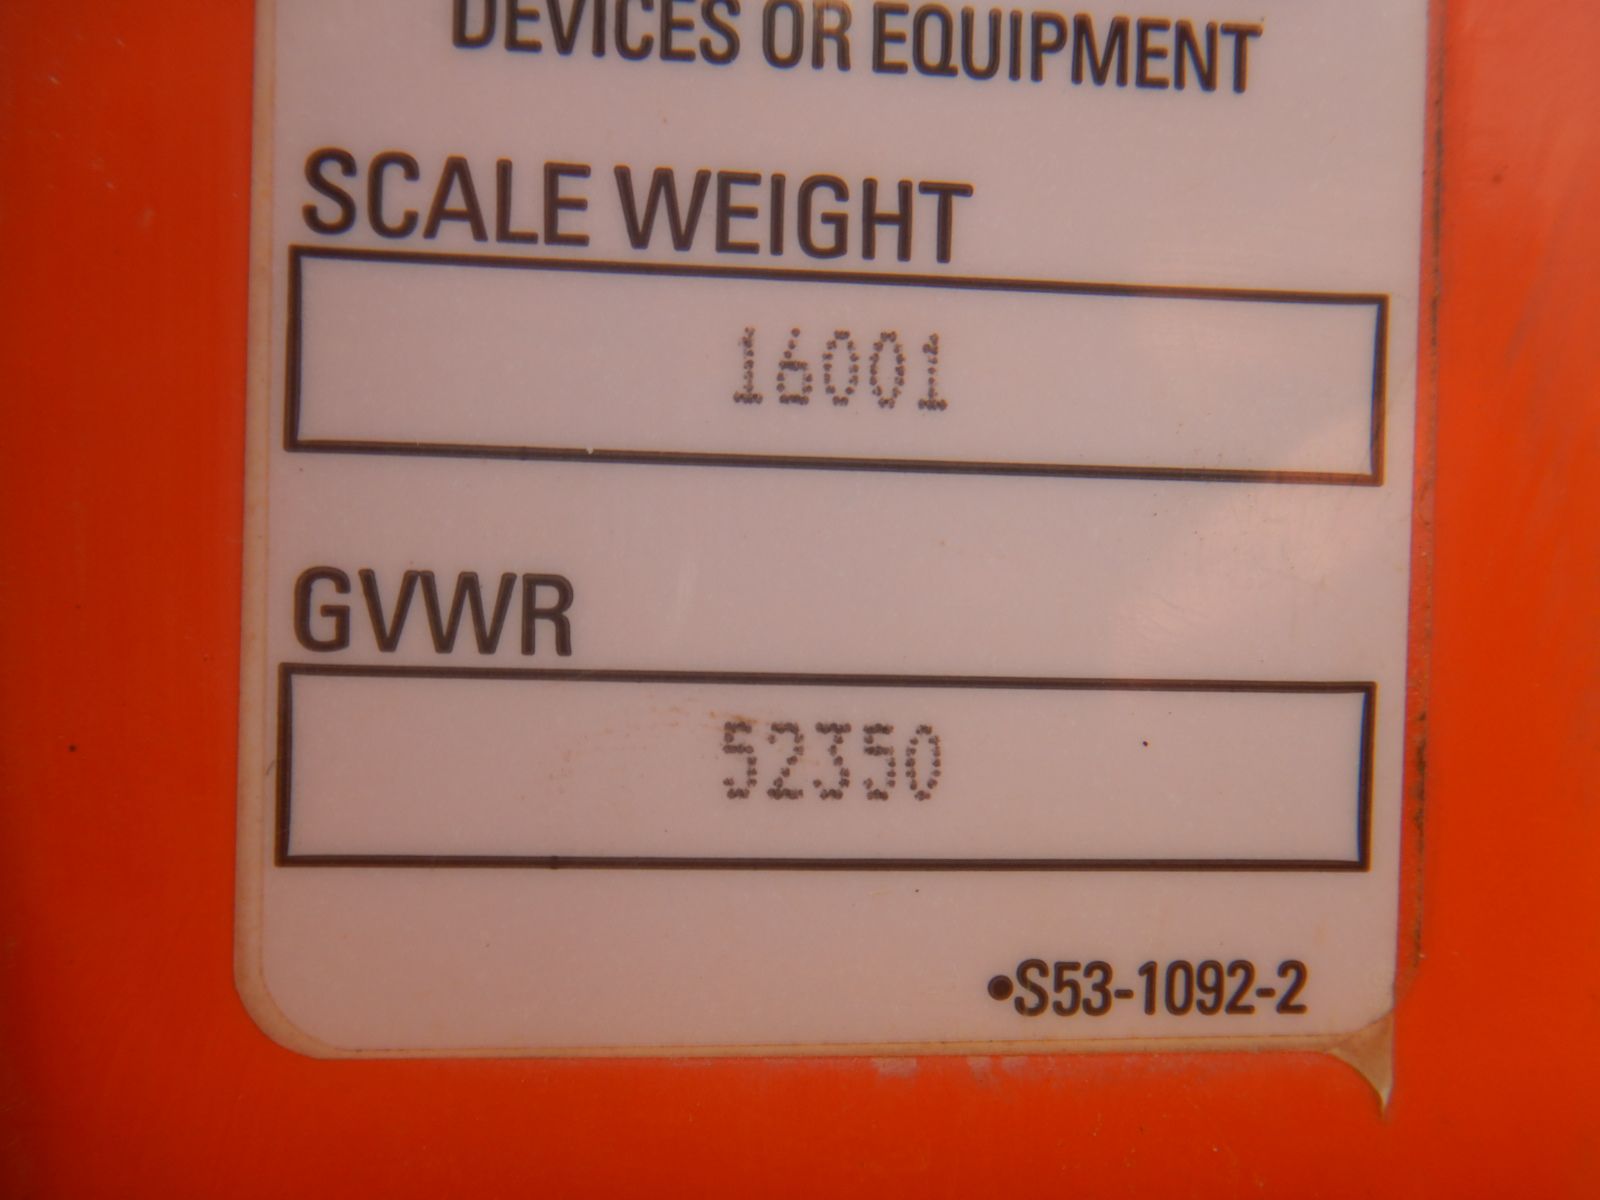 DEVICES OR EQUIPMENT
SCALE WEIGHT
16001
GVWR
52350
•S53-1092-2